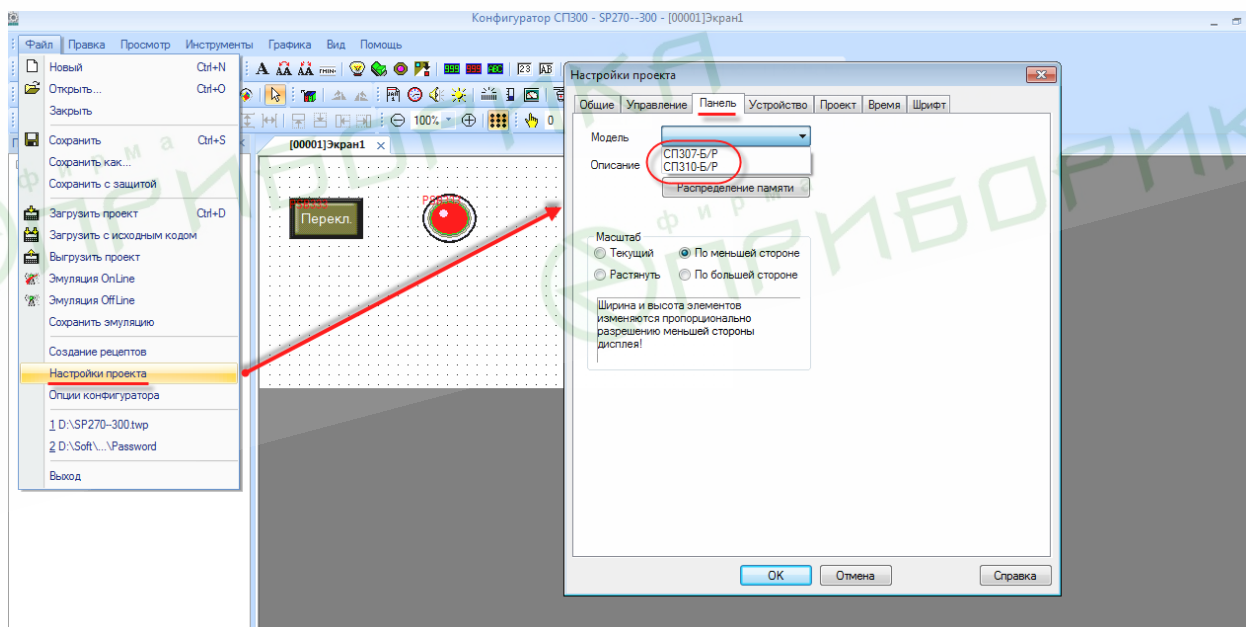 Конфигуратор СП300 - SP270--300 - [00001]Экран1
Файл Правка Просмотр Инструменты Графика Вид Помощь
Новый Ctrl+N
Открыть... Ctrl+O
Закрыть
Сохранить Ctrl+S
Сохранить как...
Сохранить с защитой
Загрузить проект Ctrl+D
Загрузить с исходным кодом
Выгрузить проект
Эмуляция OnLine
Эмуляция OffLine
Сохранить эмуляцию
Создание рецептов
Настройки проекта
Опции конфигуратора
1 D:\SP270--300.twp
2 D:\Soft\...\Password
Выход
100%
0
[00001]Экран1
Перекл.
Настройки проекта
Общие Управление Панель Устройство Проект Время Шрифт
Модель
СП307-Б/Р
СП310-Б/Р
Описание
Распределение памяти
Масштаб
Текущий По меньшей стороне
Растянуть По большей стороне
Ширина и высота элементов
изменяются пропорционально
разрешению меньшей стороны
дисплея!
OK Отмена Справка
фирма
ПРИБОРИКА